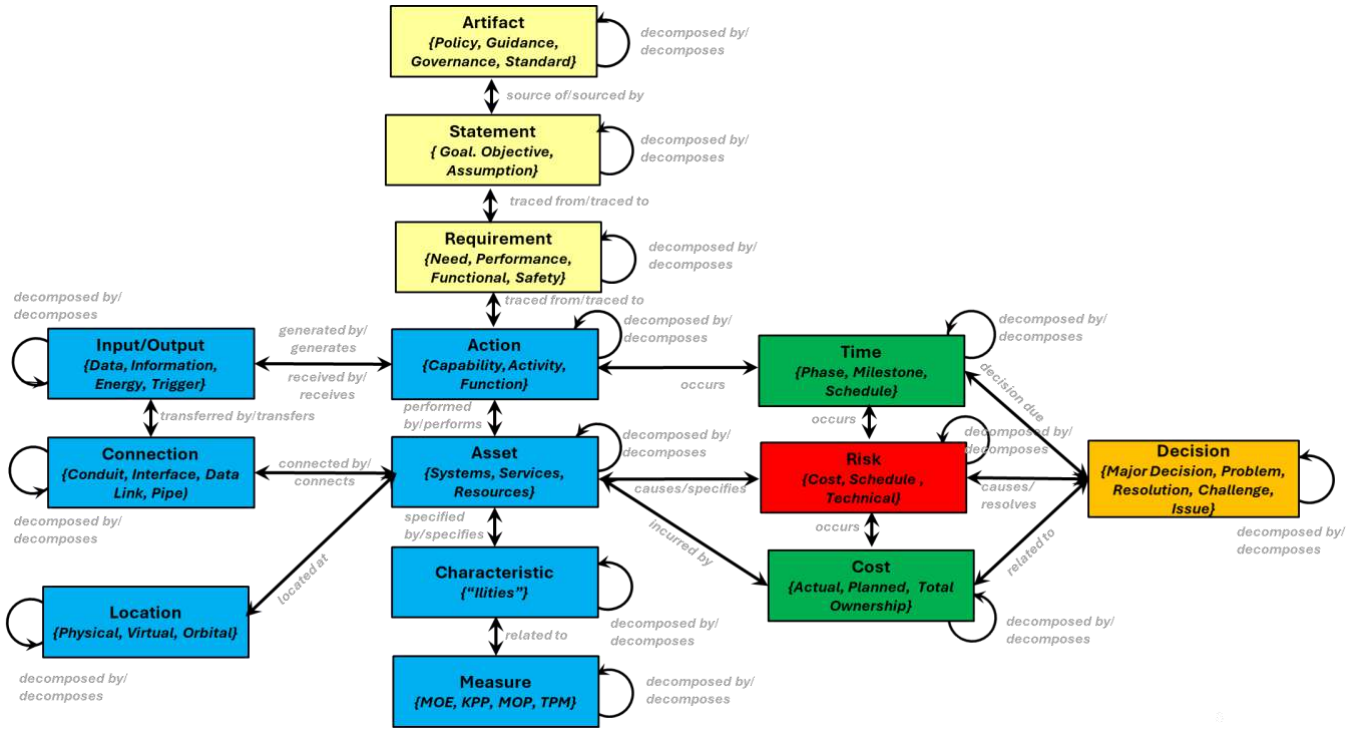 Artifact
{Policy, Guidance,
Governance, Standard}
decomposed by/
decomposes
source of/sourced by
Statement
{ Goal. Objective,
Assumption}
decomposed by/
decomposes
traced from/traced to
Requirement
{Need, Performance,
Functional, Safety}
decomposed by/
decomposes
traced from/traced to
decomposed by/
decomposes
Input/Output
{Data, Information,
Energy, Trigger}
generated by/
generates
received by/
receives
Action
{Capability, Activity,
Function}
decomposed by/
decomposes
occurs
Time
{Phase, Milestone,
Schedule}
decomposed by/
decomposes
decision due
transferred by/transfers
performed
by/performs
occurs
Connection
{Conduit, Interface, Data
Link, Pipe)
decomposed by/
decomposes
connected by/
connects
Asset
{Systems, Services,
Resources}
decomposed by/
decomposes
causes/specifies
Risk
{Cost, Schedule ,
Technical}
decomposed by/
decomposes
causes/
resolves
Decision
{Major Decision, Problem,
Resolution, Challenge,
Issue}
decomposed by/
decomposes
located at
specified
by/specifies
incurred by
occurs
related to
Location
{Physical, Virtual, Orbital}
decomposed by/
decomposes
Characteristic
{“Ilities”}
decomposed by/
decomposes
Cost
{Actual, Planned, Total
Ownership}
decomposed by/
decomposes
related to
Measure
{MOE, KPP, MOP, TPM}
decomposed by/
decomposes